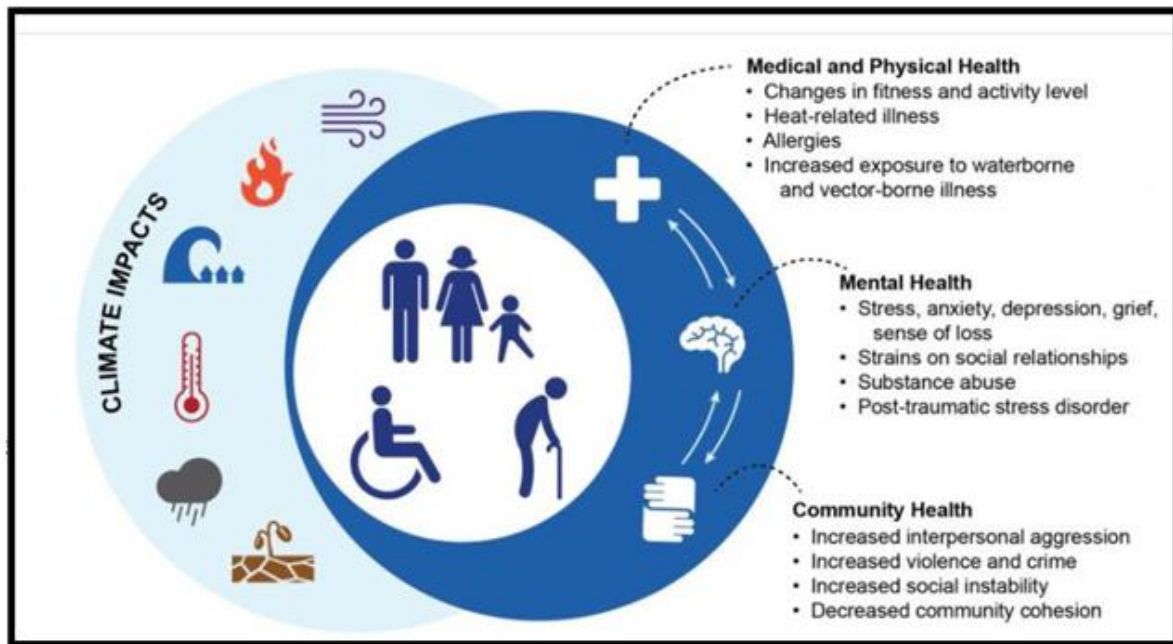 CLIMATE IMPACTS
Medical and Physical Health
• Changes in fitness and activity level
• Heat-related illness
• Allergies
• Increased exposure to waterborne
and vector-borne illness
Mental Health
• Stress, anxiety, depression, grief,
sense of loss
• Strains on social relationships
• Substance abuse
• Post-traumatic stress disorder
Community Health
• Increased interpersonal aggression
• Increased violence and crime
• Increased social instability
• Decreased community cohesion